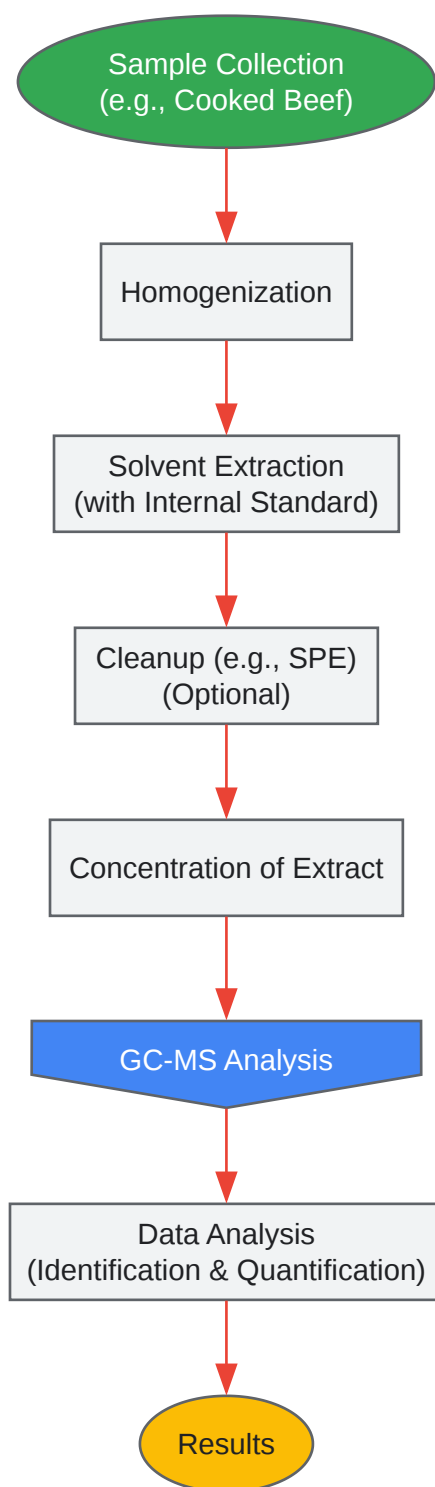 Sample Collection
(e.g., Cooked Beef)
Homogenization
Solvent Extraction
(with Internal Standard)
Cleanup (e.g., SPE)
(Optional)
Concentration of Extract
GC-MS Analysis
Data Analysis
(Identification & Quantification)
Results